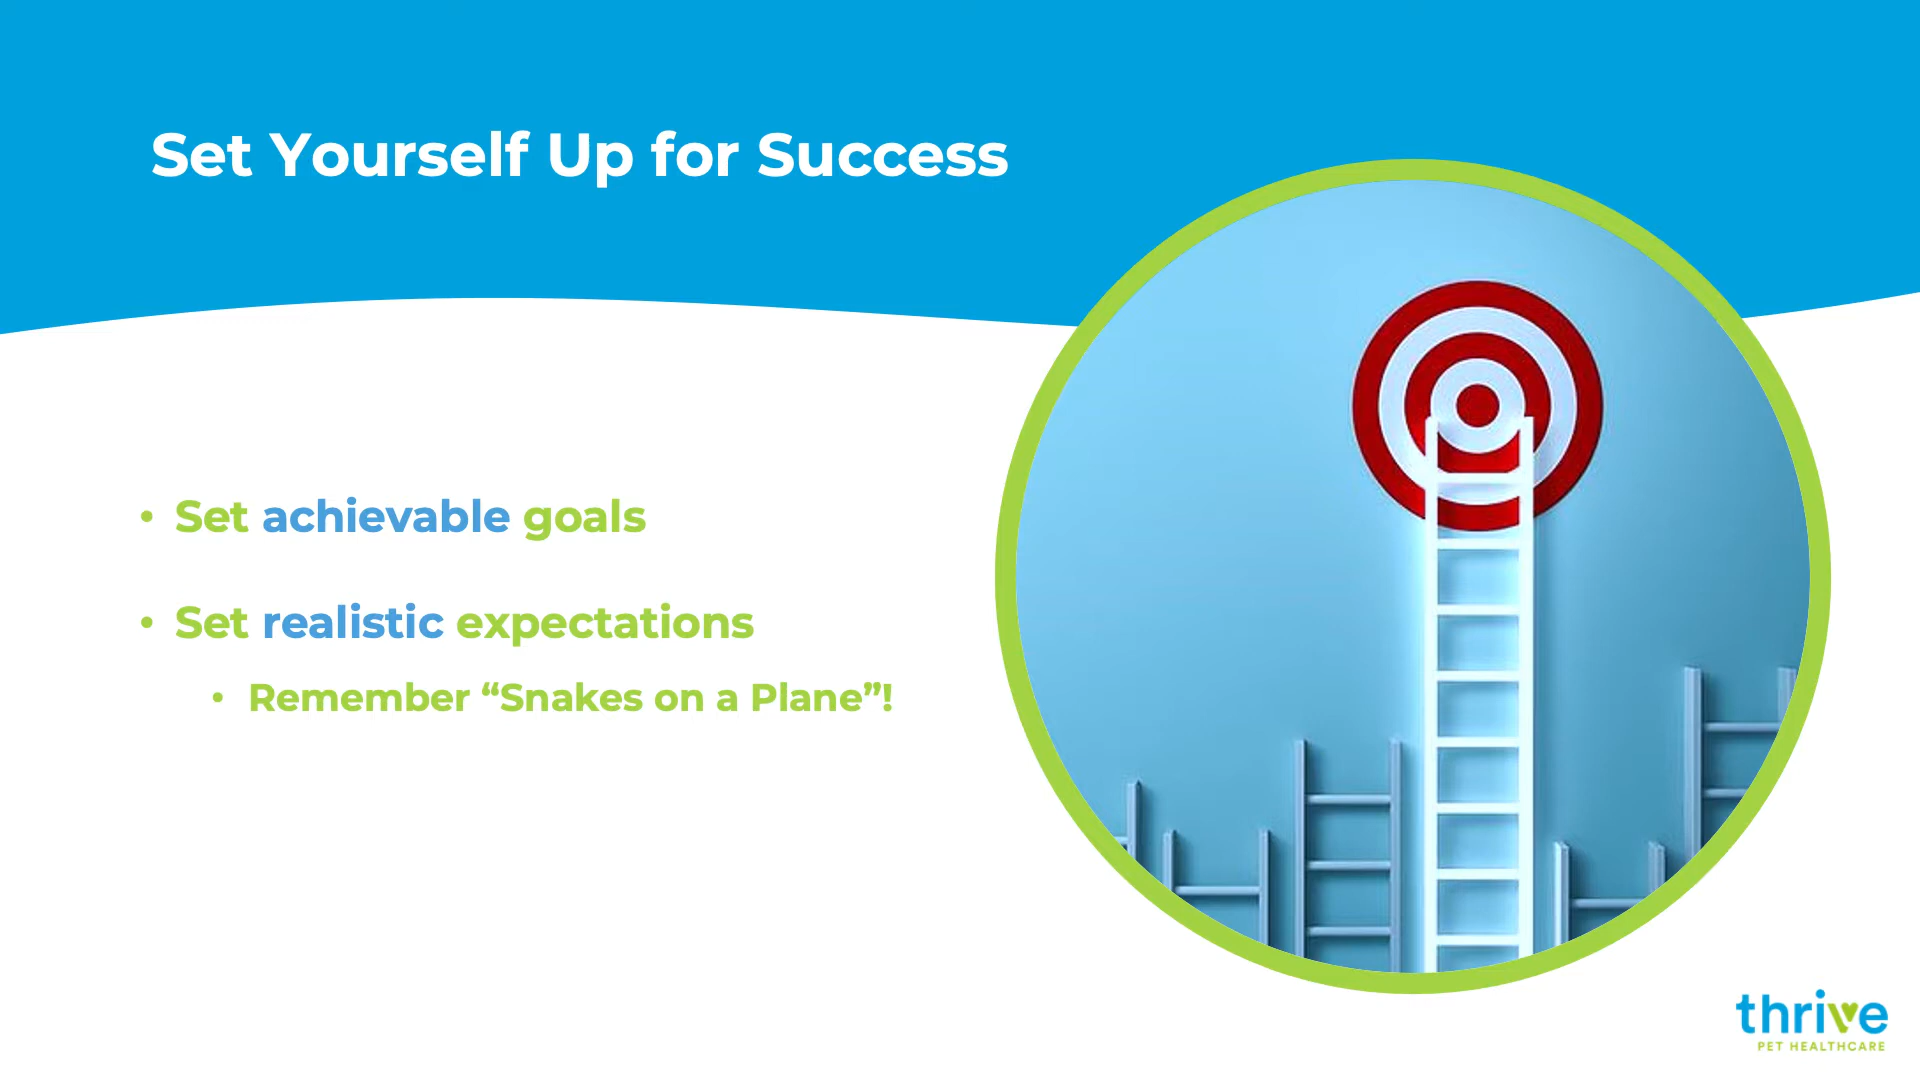 Set Yourself Up for Success
• Set achievable goals
• Set realistic expectations
• Remember “Snakes on a Plane”!
thrive
PET HEALTHCARE